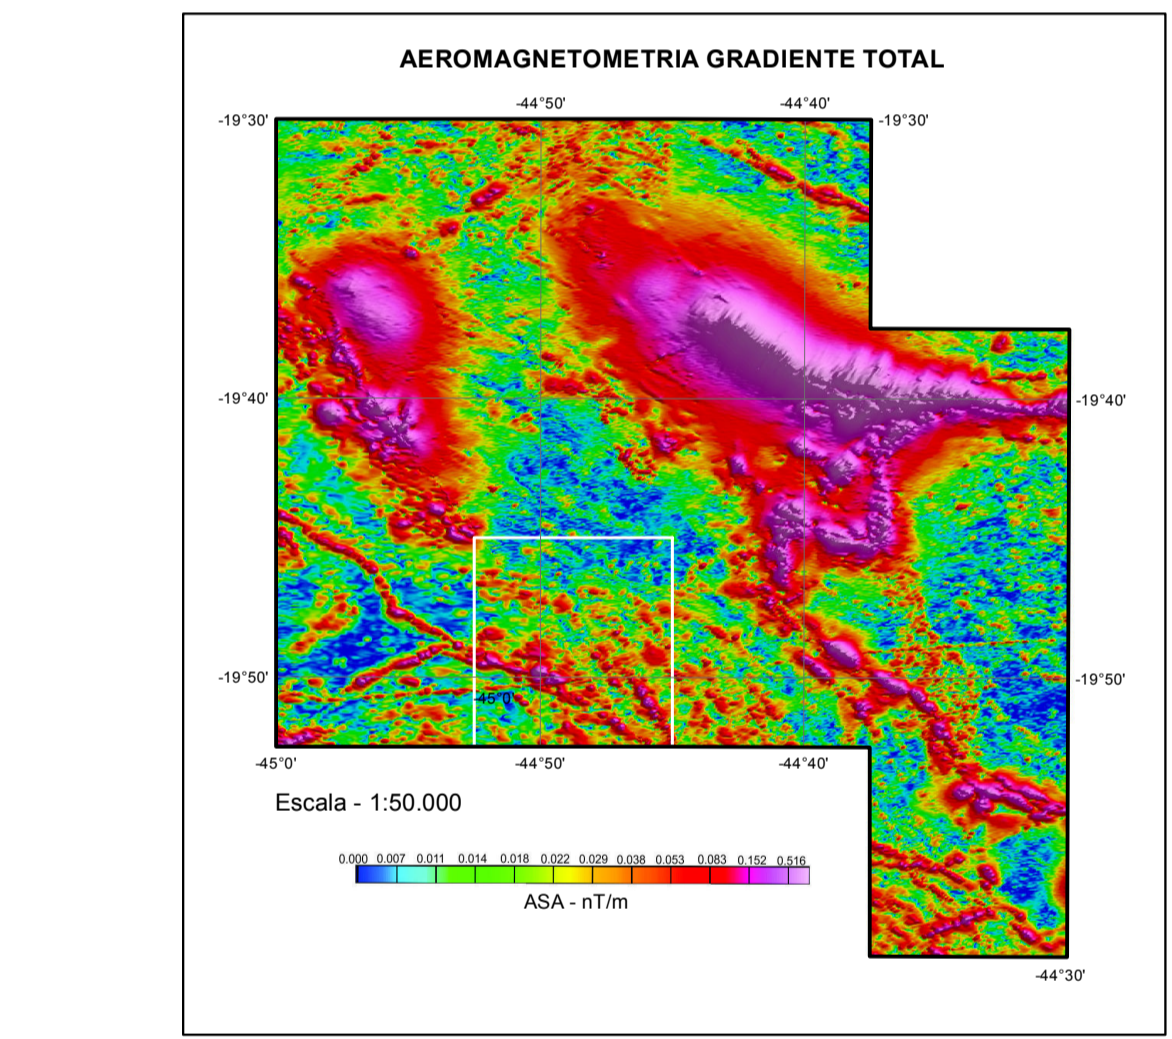 AEROMAGNETOMETRIA GRADIENTE TOTAL
-44°50' -44°40'
-19°30' -19°30'
-19°40' -19°40'
-19°50' -19°50'
-45°0'
-45°0' -44°50' -44°40'
Escala - 1:50.000
0.000 0.007 0.011 0.014 0.018 0.022 0.029 0.038 0.053 0.083 0.152 0.516
ASA - nT/m
-44°30'